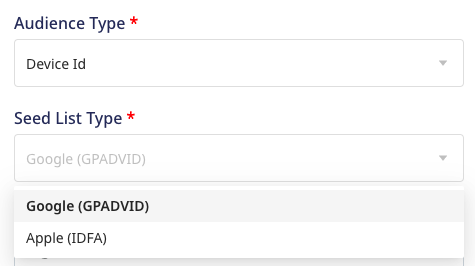 Audience Type *
Device Id
Seed List Type *
Google (GPADVID)
Google (GPADVID)
Apple (IDFA)